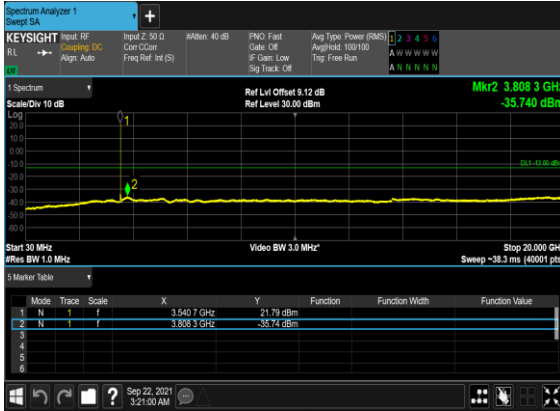 Spectrum Analyzer 1
Swept SA
+
KEYSIGHT Input: RF Input Z: 50 Ω #Atten: 40 dB PNO: Fast Avg Type: Power (RMS) 1 2 3 4 5 6
RL Coupling: DC Corr CCorr Gate: Off Avg|Hold: 100/100 A W W W W W
Align: Auto Freq Ref: Int (S) IF Gain: Low Trig: Free Run
Sig Track: Off A N N N N N
1 Spectrum
Ref Lvl Offset 9.12 dB Mkr2 3.808 3 GHz
Scale/Div 10 dB Ref Level 30.00 dBm -35.740 dBm
Log
20.0
10.0
0.00
-10.0 DL1 -13.00 dBm
-20.0
-30.0
-40.0
-50.0
-60.0
1
2
Start 30 MHz Video BW 3.0 MHz* Stop 20.000 GH
#Res BW 1.0 MHz Sweep ~38.3 ms (40001 pts
5 Marker Table
Mode Trace Scale X Y Function Function Width Function Value
1 N 1 f 3.540 7 GHz 21.79 dBm
2 N 1 f 3.808 3 GHz -35.74 dBm
3
4
5
6
? Sep 22, 2021
3:21:00 AM